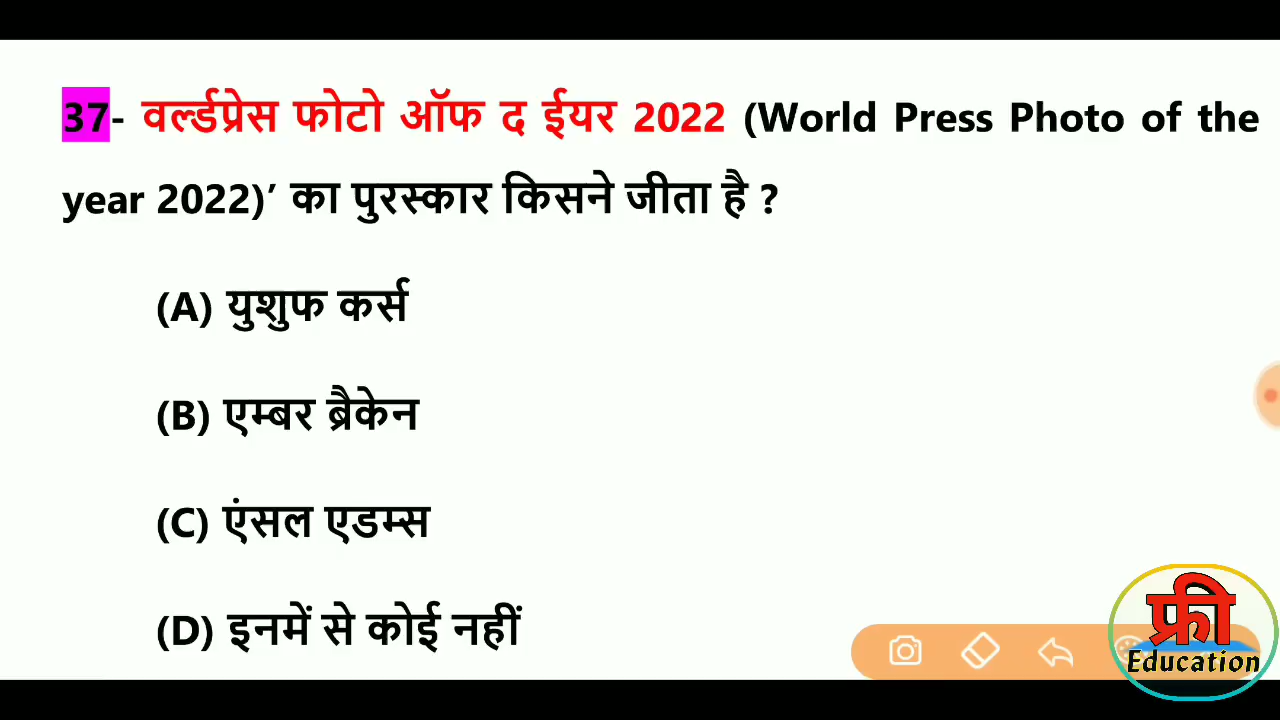 37- वर्ल्डप्रेस फोटो ऑफ द ईयर 2022 (World Press Photo of the
year 2022)’ का पुरस्कार किसने जीता है ?
(A) युशुफ कर्स
(B) एम्बर ब्रैकेन
(C) एंसल एडम्स
(D) इनमें से कोई नहीं
फ्री
Education